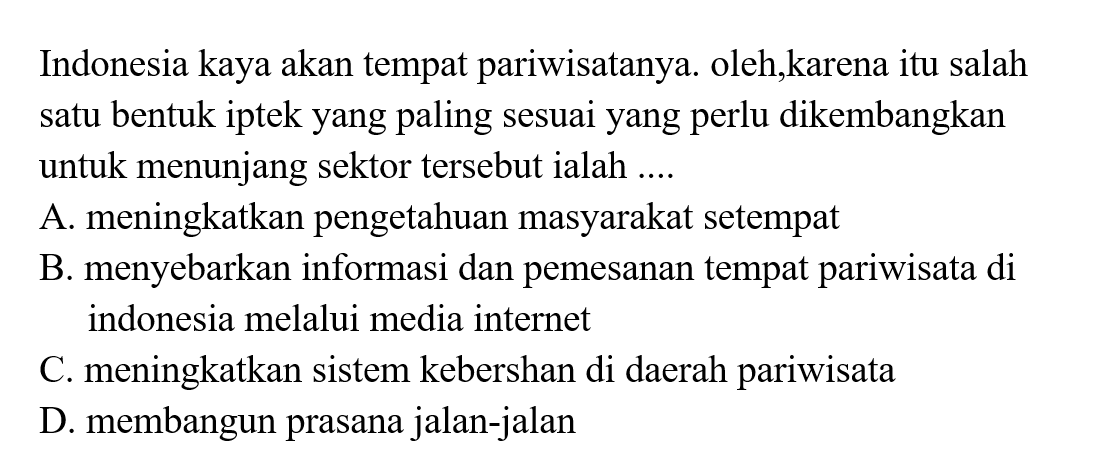 Indonesia kaya akan tempat pariwisatanya. oleh,karena itu salah
satu bentuk iptek yang paling sesuai yang perlu dikembangkan
untuk menunjang sektor tersebut ialah ....
A. meningkatkan pengetahuan masyarakat setempat
B. menyebarkan informasi dan pemesanan tempat pariwisata di
indonesia melalui media internet
C. meningkatkan sistem kebershan di daerah pariwisata
D. membangun prasana jalan-jalan